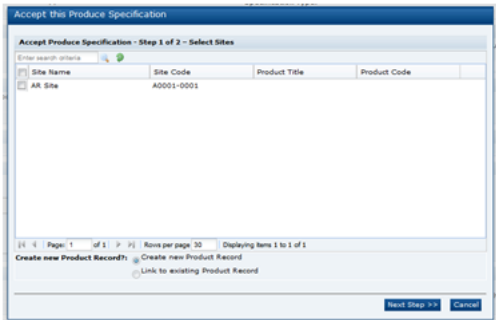 Accept this Produce Specification
Accept Produce Specification - Step 1 of 2 – Select Sites
Enter search criteria
Site Name Site Code Product Title Product Code
AR Site A0001-0001
Page: 1 of 1 Rows per page 30 Displaying items 1 to 1 of 1
Create new Product Record?: Create new Product Record
Link to existing Product Record
Next Step >> Cancel